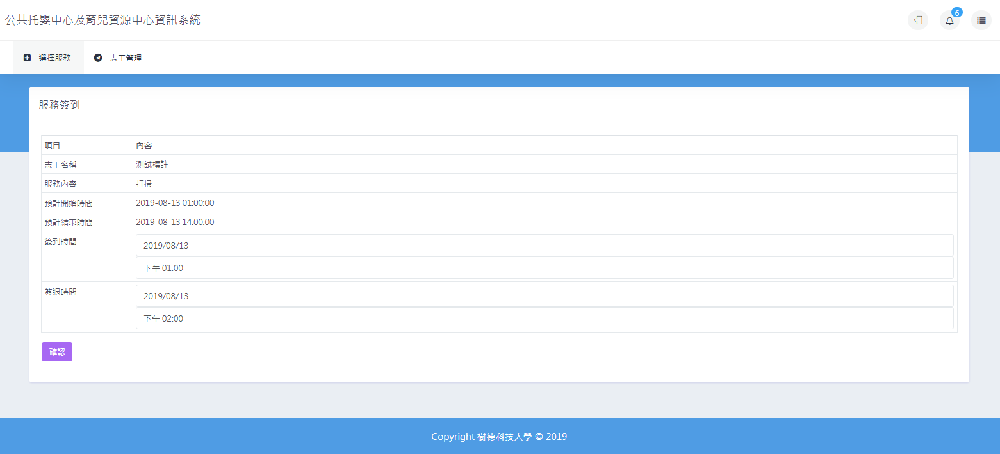 公共托嬰中心及育兒資源中心資訊系統
6
選擇服務 志工管理
服務簽到
項目 內容
志工名稱 測試標註
服務內容 打掃
預計開始時間 2019-08-13 01:00:00
預計結束時間 2019-08-13 14:00:00
簽到時間 2019/08/13
下午 01:00
簽退時間 2019/08/13
下午 02:00
確認
Copyright 樹德科技大學 © 2019